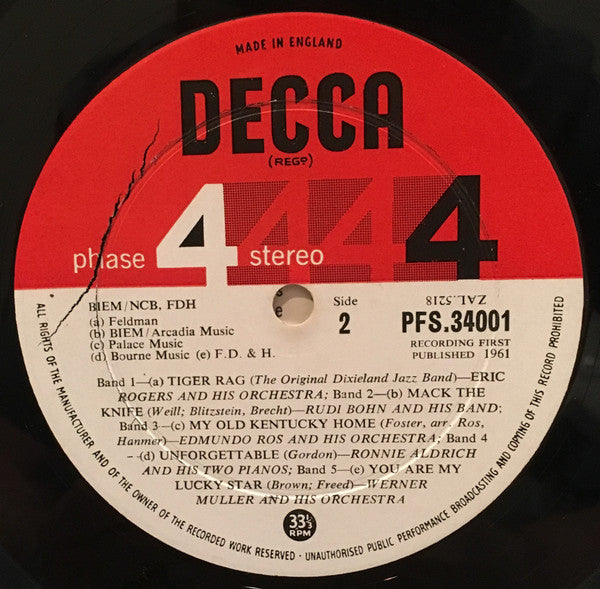 MADE IN ENGLAND
DECCA
(REGD)
phase 4 stereo 4 4 4
ZAL.5218
BIEM/NCB, FDH
(a) Feldman
(b) BIEM/Arcadia Music
(c) Palace Music
(d) Bourne Music (e) F.D. & H.
s
e
Side
2
PFS.34001
RECORDING FIRST
PUBLISHED 1961
Band 1—(a) TIGER RAG (The Original Dixieland Jazz Band)—ERIC
ROGERS AND HIS ORCHESTRA; Band 2—(b) MACK THE
KNIFE (Weill; Blitzstein, Brecht)—RUDI BOHN AND HIS BAND;
Band 3—(c) MY OLD KENTUCKY HOME (Foster, arr. Ros,
Hanmer)—EDMUNDO ROS AND HIS ORCHESTRA; Band 4
—(d) UNFORGETTABLE (Gordon)—RONNIE ALDRICH
AND HIS TWO PIANOS; Band 5—(e) YOU ARE MY
LUCKY STAR (Brown; Freed)—WERNER
MULLER AND HIS ORCHESTRA
33⅓
RPM
ALL RIGHTS OF THE MANUFACTURER AND OF THE OWNER OF THE RECORDED WORK RESERVED · UNAUTHORISED PUBLIC PERFORMANCE BROADCASTING AND COPYING OF THIS RECORD PROHIBITED